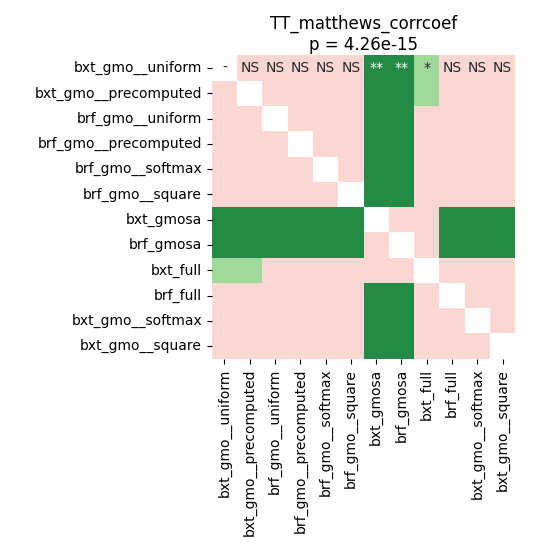 TT_matthews_corrcoef
p = 4.26e-15
bxt_gmo__uniform
- NS NS NS NS NS ** ** * NS NS NS
bxt_gmo__precomputed
brf_gmo__uniform
brf_gmo__precomputed
brf_gmo__softmax
brf_gmo__square
bxt_gmosa
brf_gmosa
bxt_full
brf_full
bxt_gmo__softmax
bxt_gmo__square
bxt_gmo__uniform
bxt_gmo__precomputed
brf_gmo__uniform
brf_gmo__precomputed
brf_gmo__softmax
brf_gmo__square
bxt_gmosa
brf_gmosa
bxt_full
brf_full
bxt_gmo__softmax
bxt_gmo__square